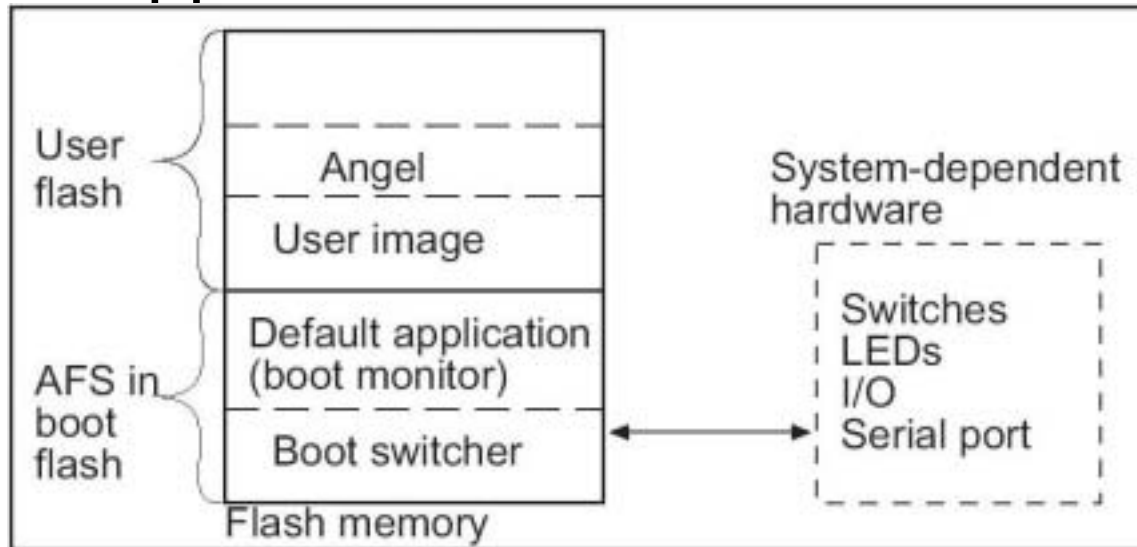 User
flash
Angel
User image
System-dependent
hardware
Switches
LEDs
I/O
Serial port
AFS in
boot
flash
Default application
(boot monitor)
Boot switcher
Flash memory